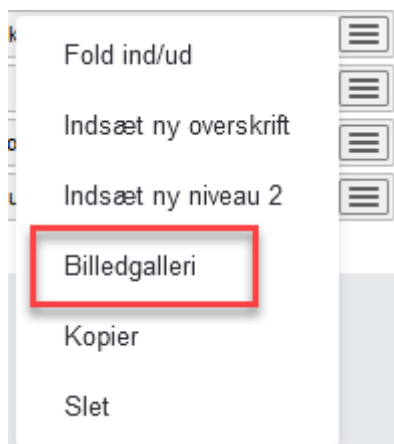 Fold ind/ud
Indsæt ny overskrift
Indsæt ny niveau 2
Billedgalleri
Kopier
Slet